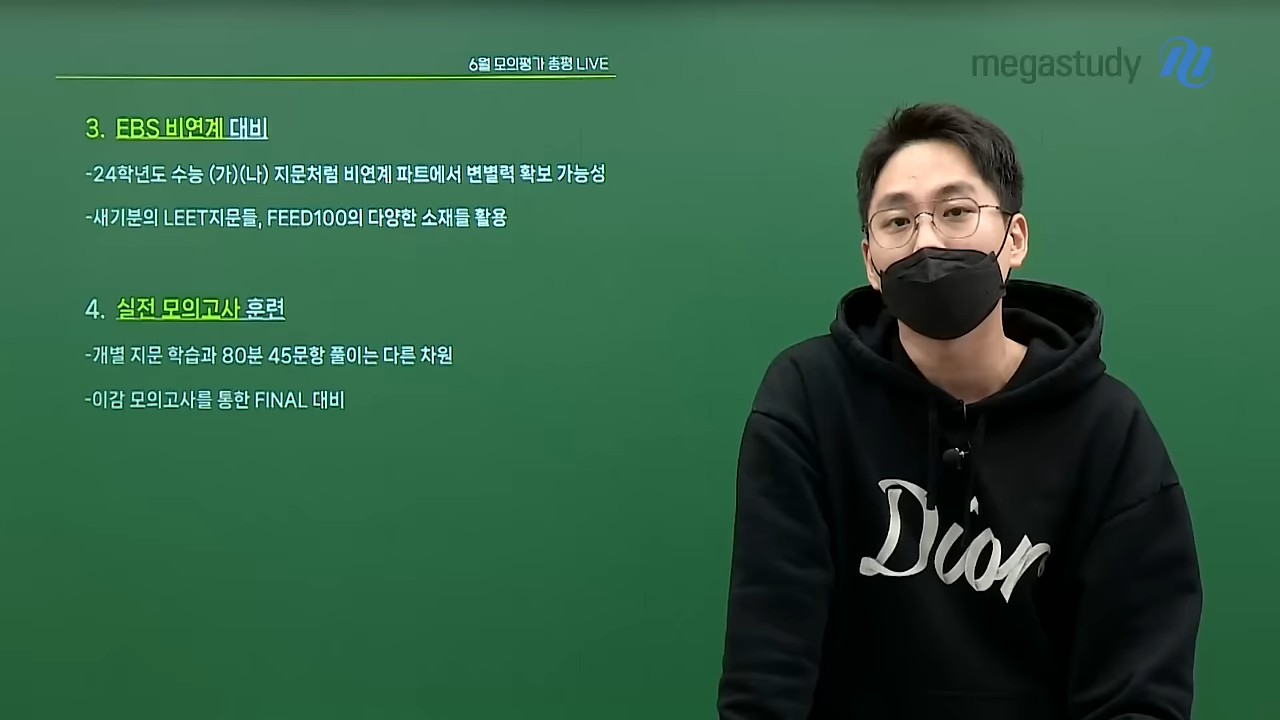 6월 모의평가 총평 LIVE
megastudy
3. EBS 비연계 대비
-24학년도 수능 (가)(나) 지문처럼 비연계 파트에서 변별력 확보 가능성
-새기분의 LEET지문들, FEED100의 다양한 소재들 활용
4. 실전 모의고사 훈련
-개별 지문 학습과 80분 45문항 풀이는 다른 차원
-이감 모의고사를 통한 FINAL 대비
Dior